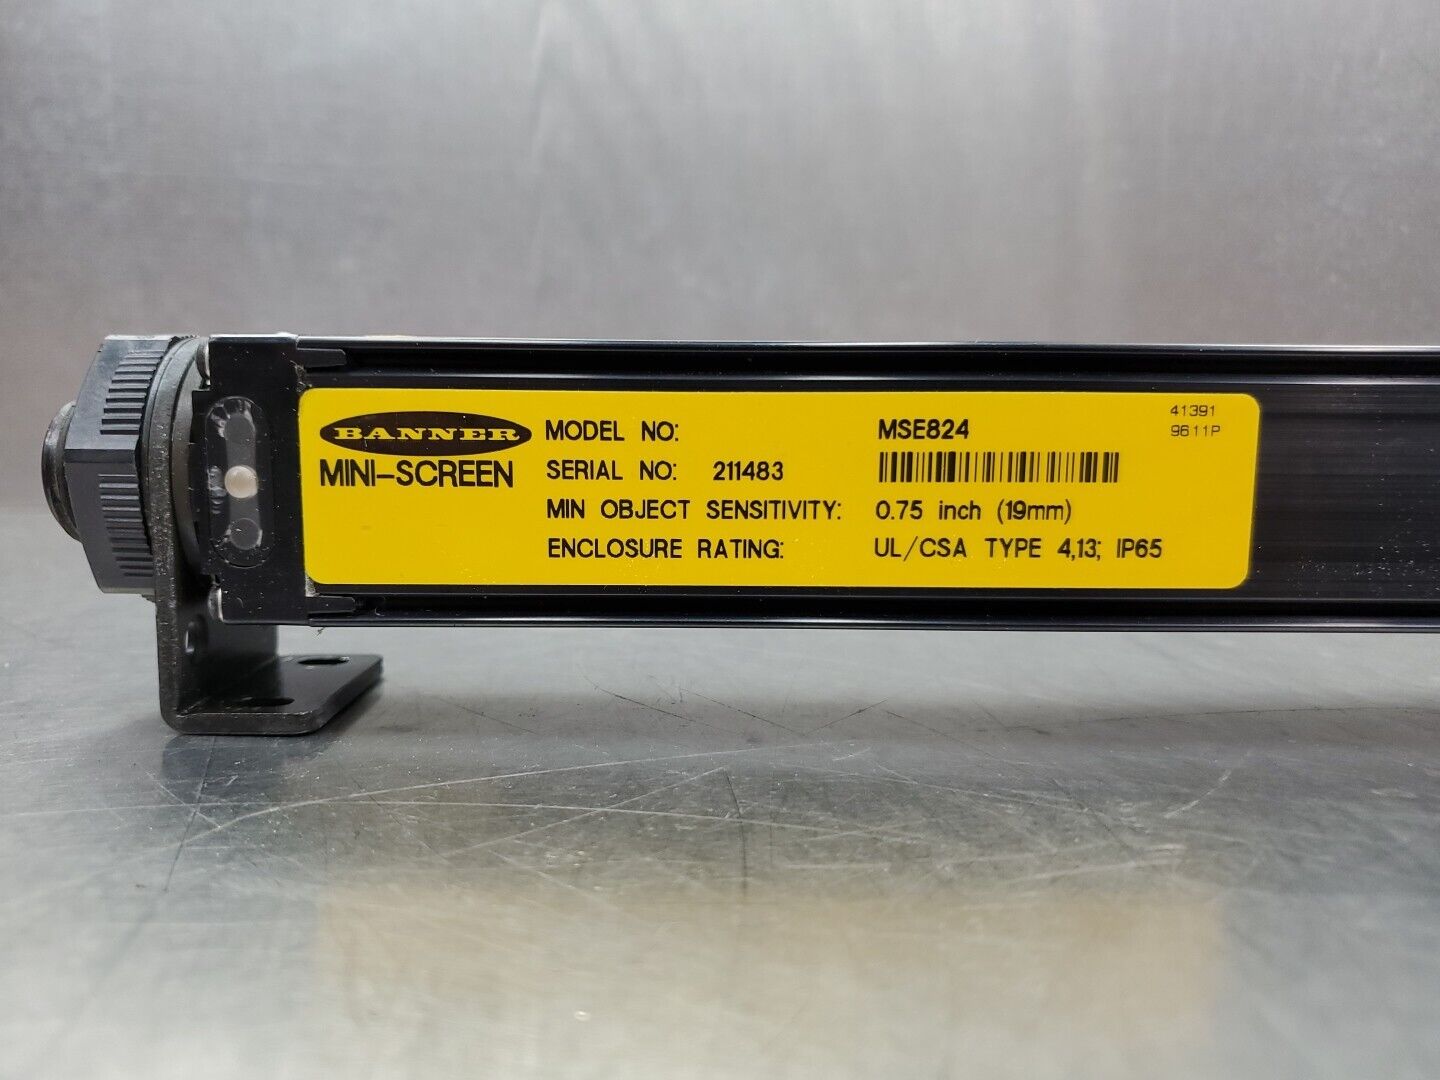 BANNER
MINI-SCREEN
MODEL NO: MSE824
SERIAL NO: 211483
MIN OBJECT SENSITIVITY: 0.75 inch (19mm)
ENCLOSURE RATING: UL/CSA TYPE 4,13; IP65
41391
9611P